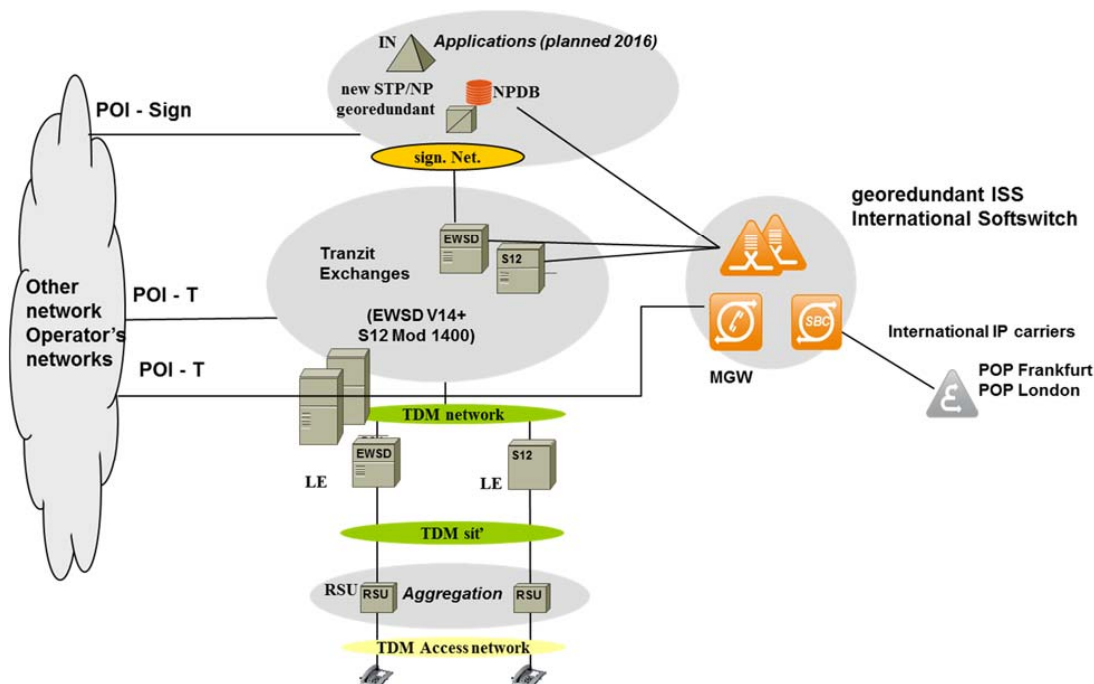 IN
Applications (planned 2016)
new STP/NP
georedundant
NPDB
POI - Sign
sign. Net.
georedundant ISS
International Softswitch
EWSD
S12
Tranzit
Exchanges
Other
network
Operator's
networks
POI - T
(EWSD V14+
S12 Mod 1400)
SBC
International IP carriers
MGW
POP Frankfurt
POP London
POI - T
TDM network
EWSD
S12
LE
LE
TDM sit'
RSU
RSU
Aggregation
RSU
TDM Access network